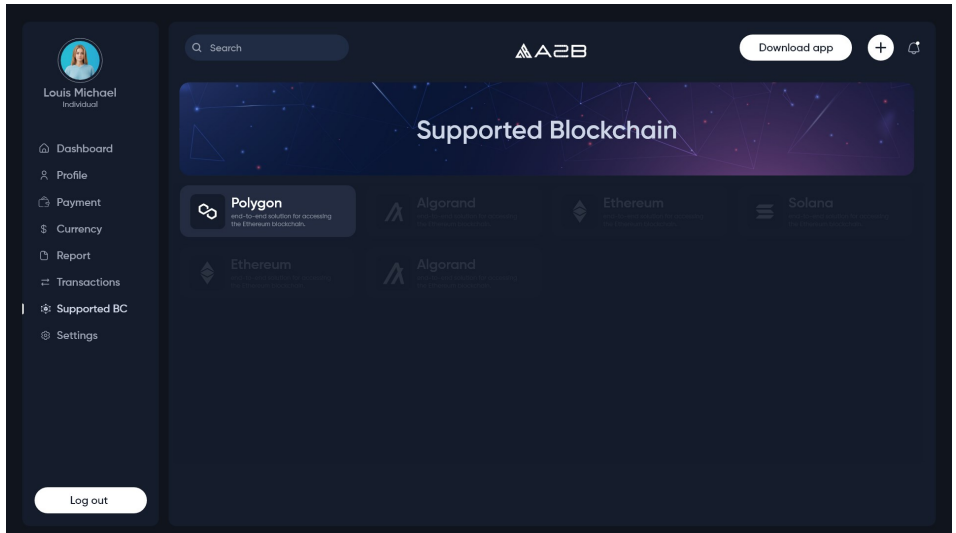 Louis Michael
Individual
Dashboard
Profile
Payment
Currency
Report
Transactions
Supported BC
Settings
Log out
Search
A2B
Download app
Supported Blockchain
Polygon
end-to-end solution for accessing
the Ethereum blockchain.
Algorand
Ethereum
Solana
Ethereum
Algorand